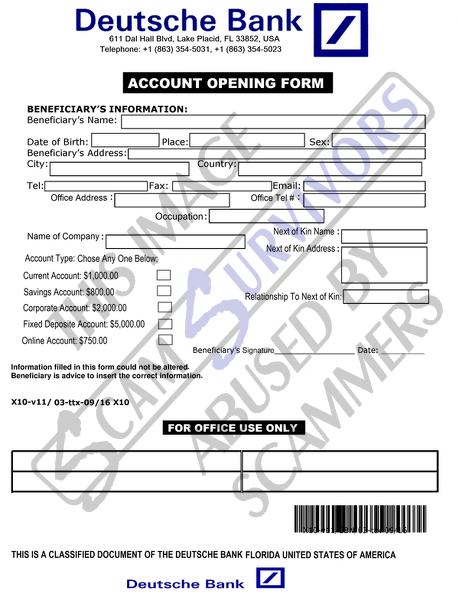 Deutsche Bank
611 Dal Hall Blvd, Lake Placid, FL 33852, USA
Telephone: +1 (863) 354-5031, +1 (863) 354-5023
ACCOUNT OPENING FORM
BENEFICIARY'S INFORMATION:
Beneficiary's Name:
Date of Birth: Place: Sex:
Beneficiary's Address:
City: Country:
Tel: Fax: Email:
Office Address : Office Tel # :
Occupation:
Name of Company : Next of Kin Name :
Next of Kin Address :
Account Type: Chose Any One Below;
Current Account: $1,000.00
Savings Account: $800.00
Corporate Account: $2,000.00
Relationship To Next of Kin:
Fixed Deposite Account: $5,000.00
Online Account: $750.00
Beneficiary's Signature Date:
Information filled in this form could not be altered.
Beneficiary is advice to insert the correct information.
X10-v11/ 03-ttx-09/16 X10
FOR OFFICE USE ONLY
THIS IS A CLASSIFIED DOCUMENT OF THE DEUTSCHE BANK FLORIDA UNITED STATES OF AMERICA
Deutsche Bank
THIS IMAGE
SCAMSURVIVORS
ABUSED BY
SCAMMERS